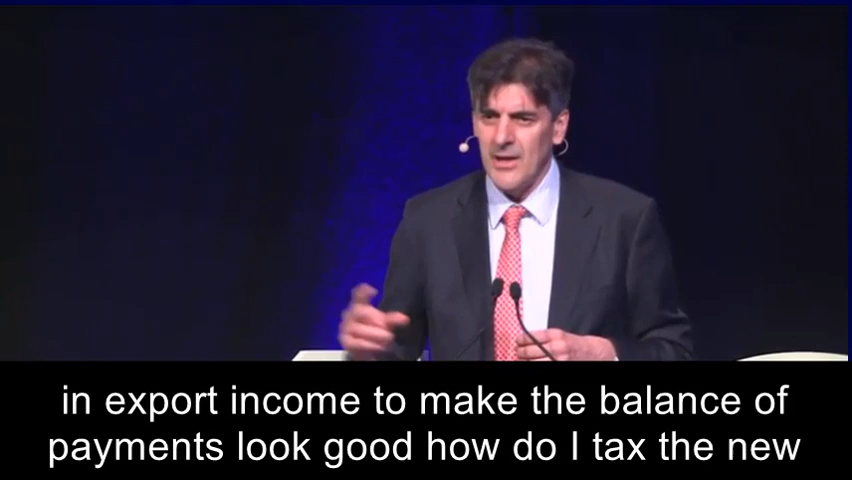 in export income to make the balance of
payments look good how do I tax the new